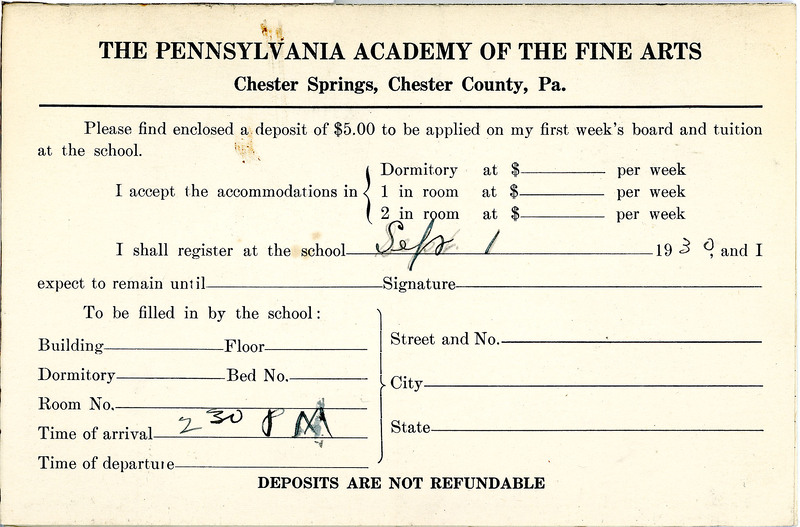 THE PENNSYLVANIA ACADEMY OF THE FINE ARTS
Chester Springs, Chester County, Pa.
Please find enclosed a deposit of $5.00 to be applied on my first week's board and tuition
at the school.
Dormitory at $ per week
I accept the accommodations in { 1 in room at $ per week
2 in room at $ per week
I shall register at the school Sept 1 1930, and I
expect to remain until Signature
To be filled in by the school:
Building Floor
Street and No.
Dormitory Bed No.
City
Room No.
Time of arrival 2 30 P M
State
Time of departure
DEPOSITS ARE NOT REFUNDABLE